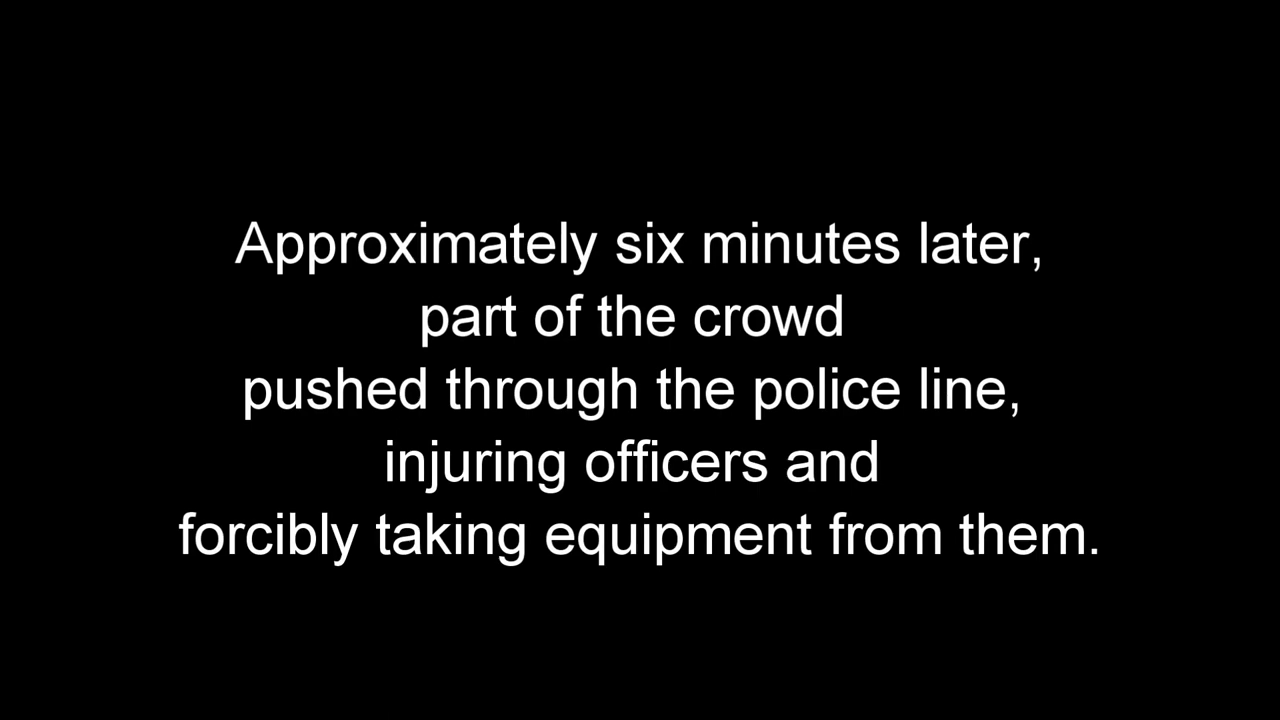 Approximately six minutes later,
part of the crowd
pushed through the police line,
injuring officers and
forcibly taking equipment from them.